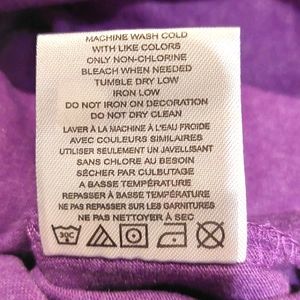 MACHINE WASH COLD
WITH LIKE COLORS
ONLY NON-CHLORINE
BLEACH WHEN NEEDED
TUMBLE DRY LOW
IRON LOW
DO NOT IRON ON DECORATION
DO NOT DRY CLEAN
LAVER À LA MACHINE À L'EAU FROIDE
AVEC COULEURS SIMILAIRES
UTILISER SEULEMENT UN JAVELLISANT
SANS CHLORE AU BESOIN
SÉCHER PAR CULBUTAGE
A BASSE TEMPÉRATURE
REPASSER À BASSE TEMPÉRATURE
NE PAS REPASSER SUR LES GARNITURES
NE PAS NETTOYER À SEC
30C